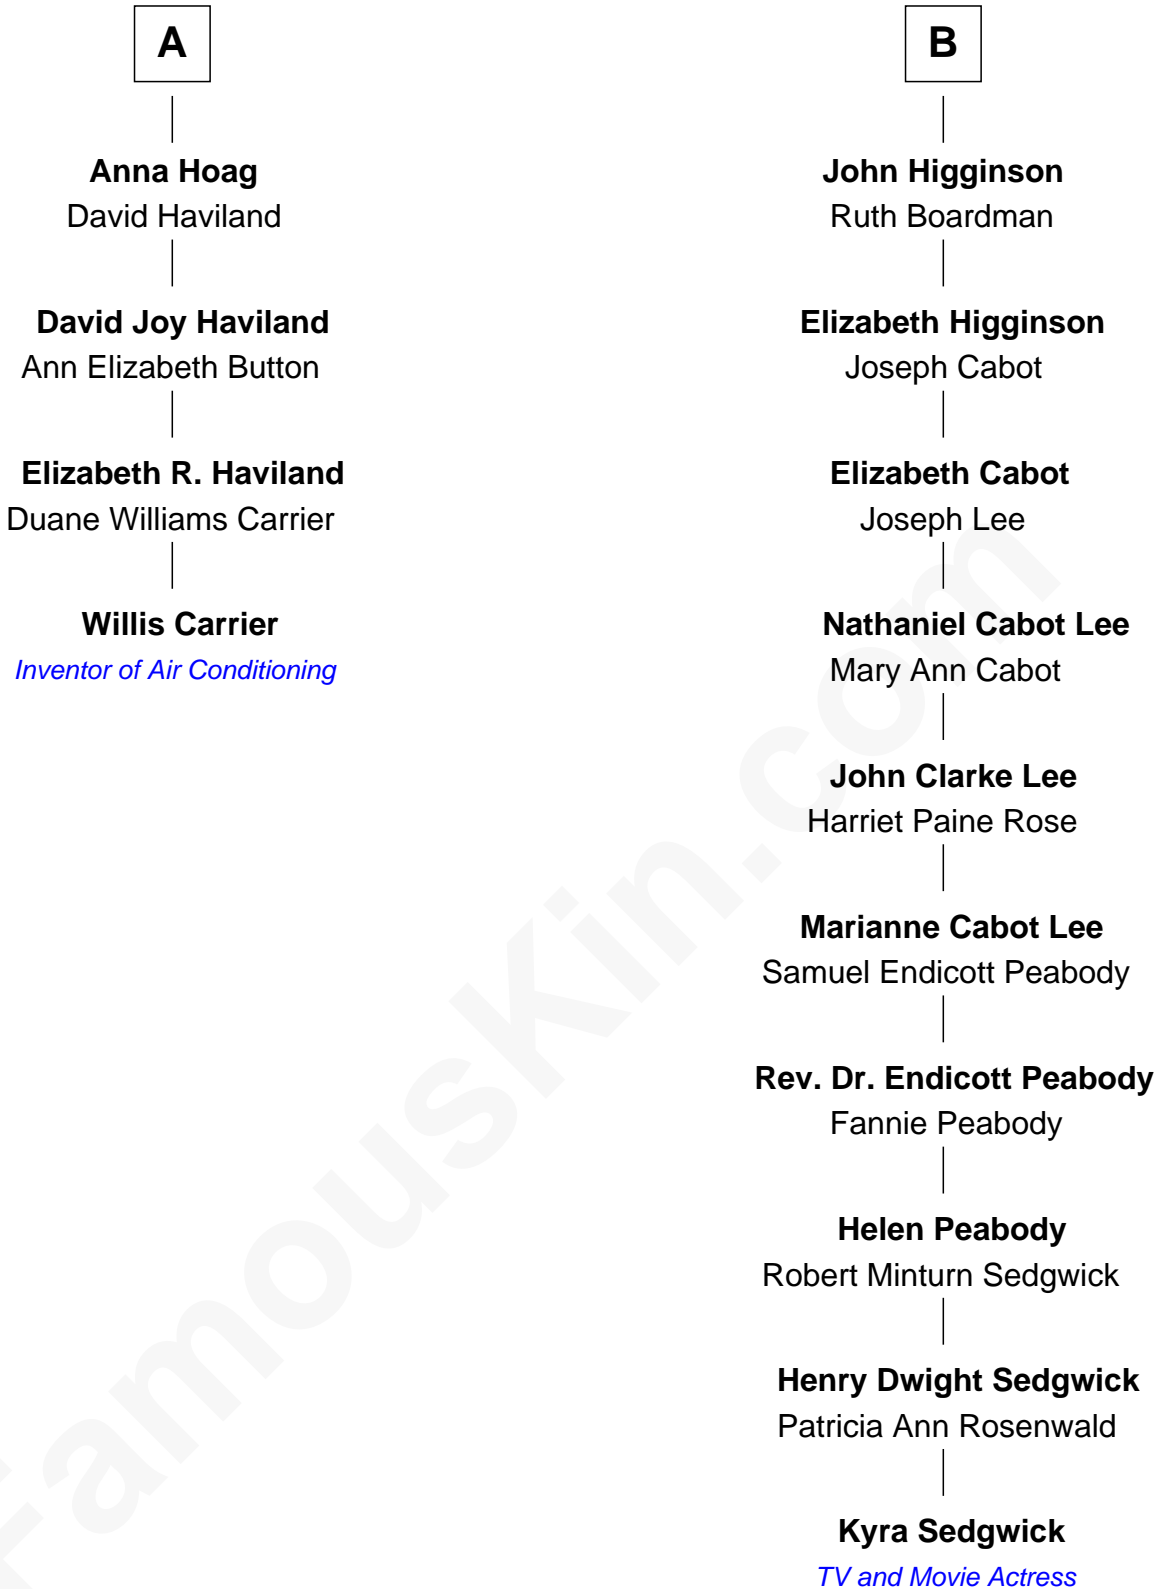 A
Anna Hoag
David Haviland
David Joy Haviland
Ann Elizabeth Button
Elizabeth R. Haviland
Duane Williams Carrier
Willis Carrier
Inventor of Air Conditioning
B
John Higginson
Ruth Boardman
Elizabeth Higginson
Joseph Cabot
Elizabeth Cabot
Joseph Lee
Nathaniel Cabot Lee
Mary Ann Cabot
John Clarke Lee
Harriet Paine Rose
Marianne Cabot Lee
Samuel Endicott Peabody
Rev. Dr. Endicott Peabody
Fannie Peabody
Helen Peabody
Robert Minturn Sedgwick
Henry Dwight Sedgwick
Patricia Ann Rosenwald
Kyra Sedgwick
TV and Movie Actress
FamousKin.com